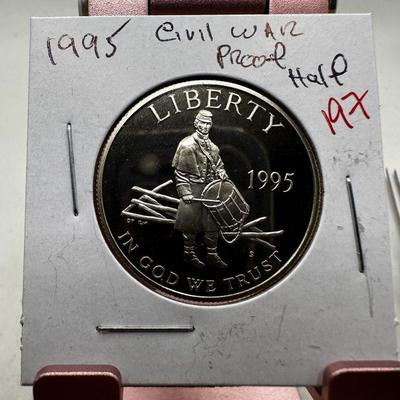 1995 Civil WAR
Proof
Half
197
LIBERTY
1995
S
IN GOD WE TRUST